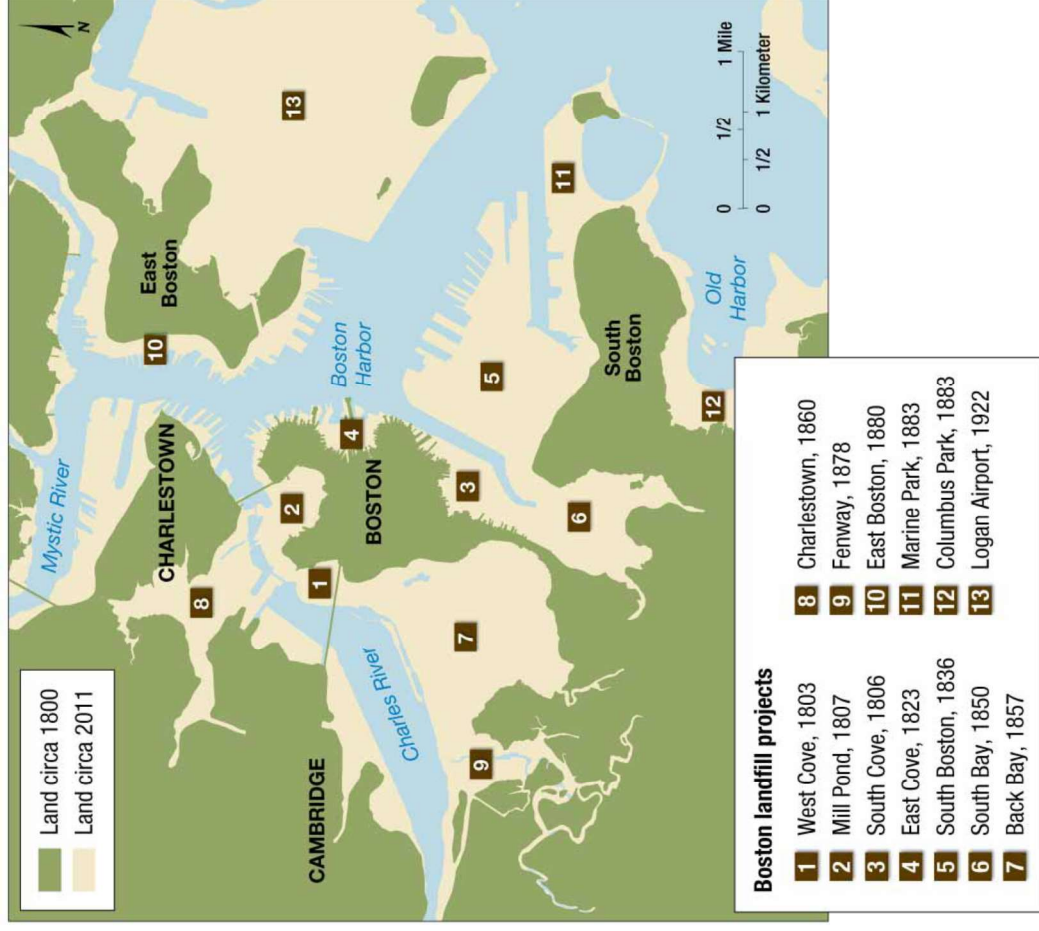 Land circa 1800
Land circa 2011
N
Mystic River
CHARLESTOWN
East
Boston
10
13
8
2
1
4
Boston
Harbor
BOSTON
CAMBRIDGE
Charles River
3
5
7
9
6
11
South
Boston
12
Old
Harbor
0 1/2 1 Mile
0 1/2 1 Kilometer
Boston landfill projects
1 West Cove, 1803
2 Mill Pond, 1807
3 South Cove, 1806
4 East Cove, 1823
5 South Boston, 1836
6 South Bay, 1850
7 Back Bay, 1857
8 Charlestown, 1860
9 Fenway, 1878
10 East Boston, 1880
11 Marine Park, 1883
12 Columbus Park, 1883
13 Logan Airport, 1922